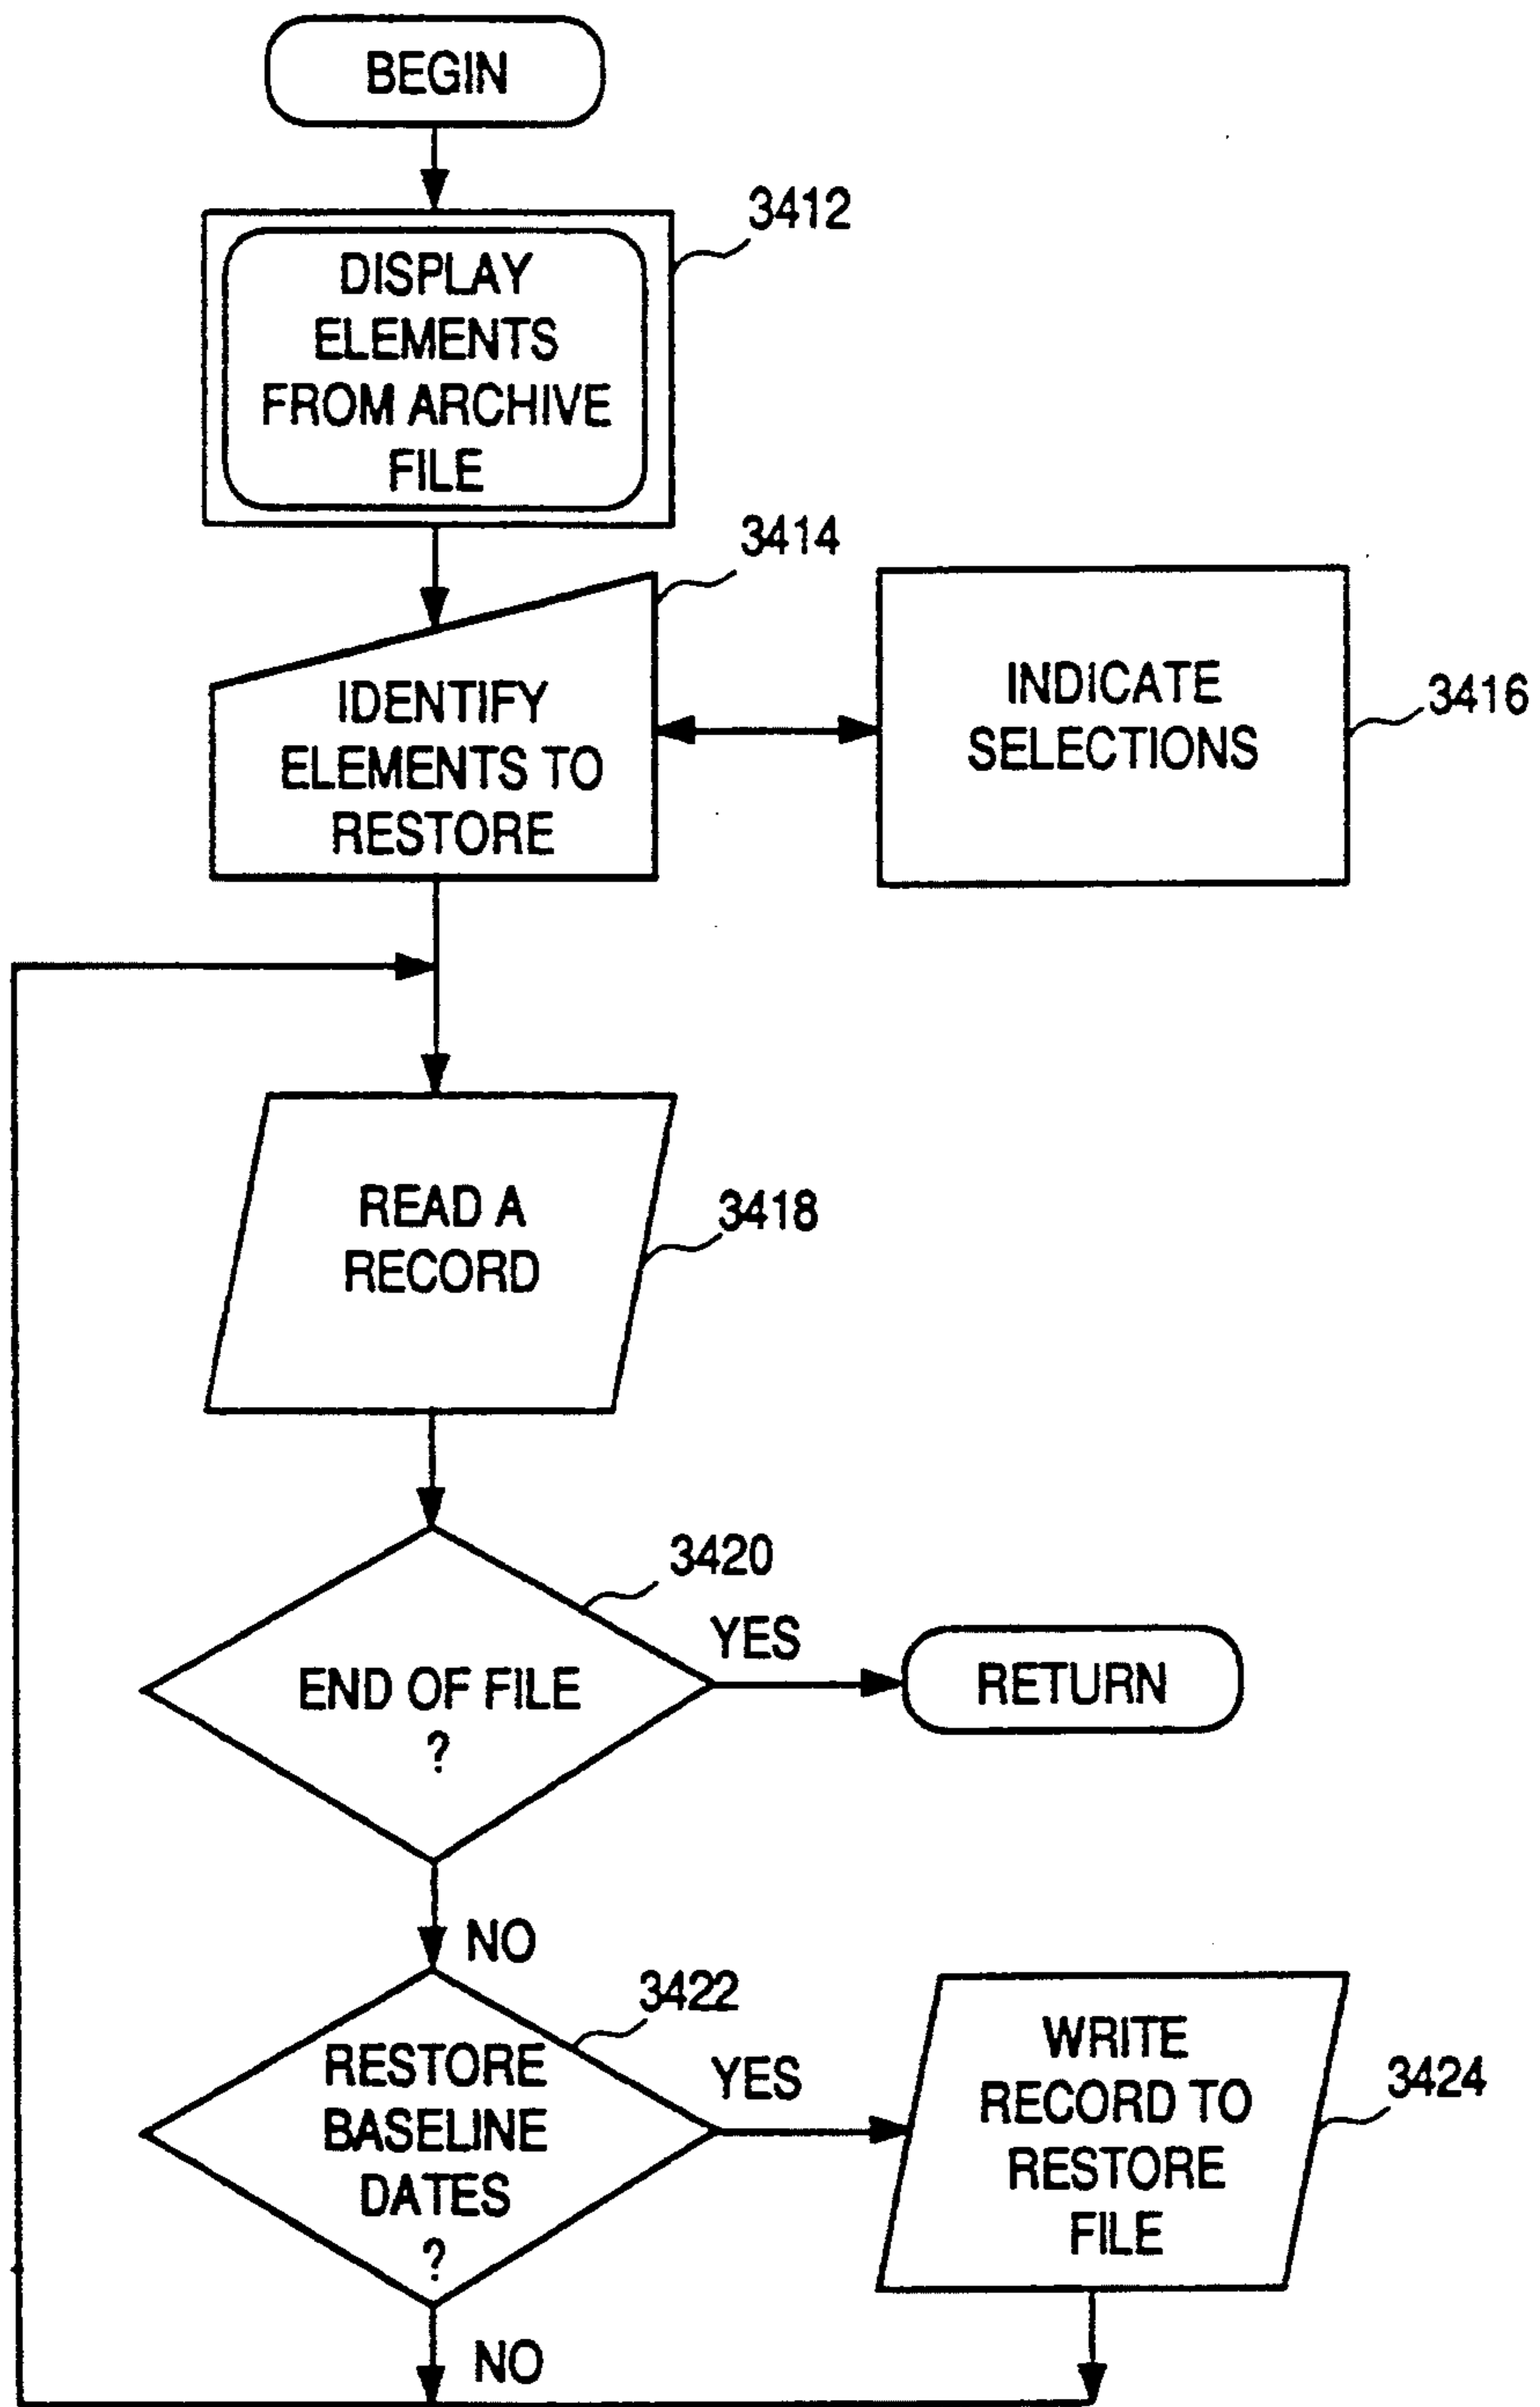 BEGIN
3412
DISPLAY
ELEMENTS
FROM ARCHIVE
FILE
3414
IDENTIFY
ELEMENTS TO
RESTORE
INDICATE
SELECTIONS
3416
READ A
RECORD
3418
3420
END OF FILE
?
YES
RETURN
NO
3422
RESTORE
BASELINE
DATES
?
YES
WRITE
RECORD TO
RESTORE
FILE
3424
NO